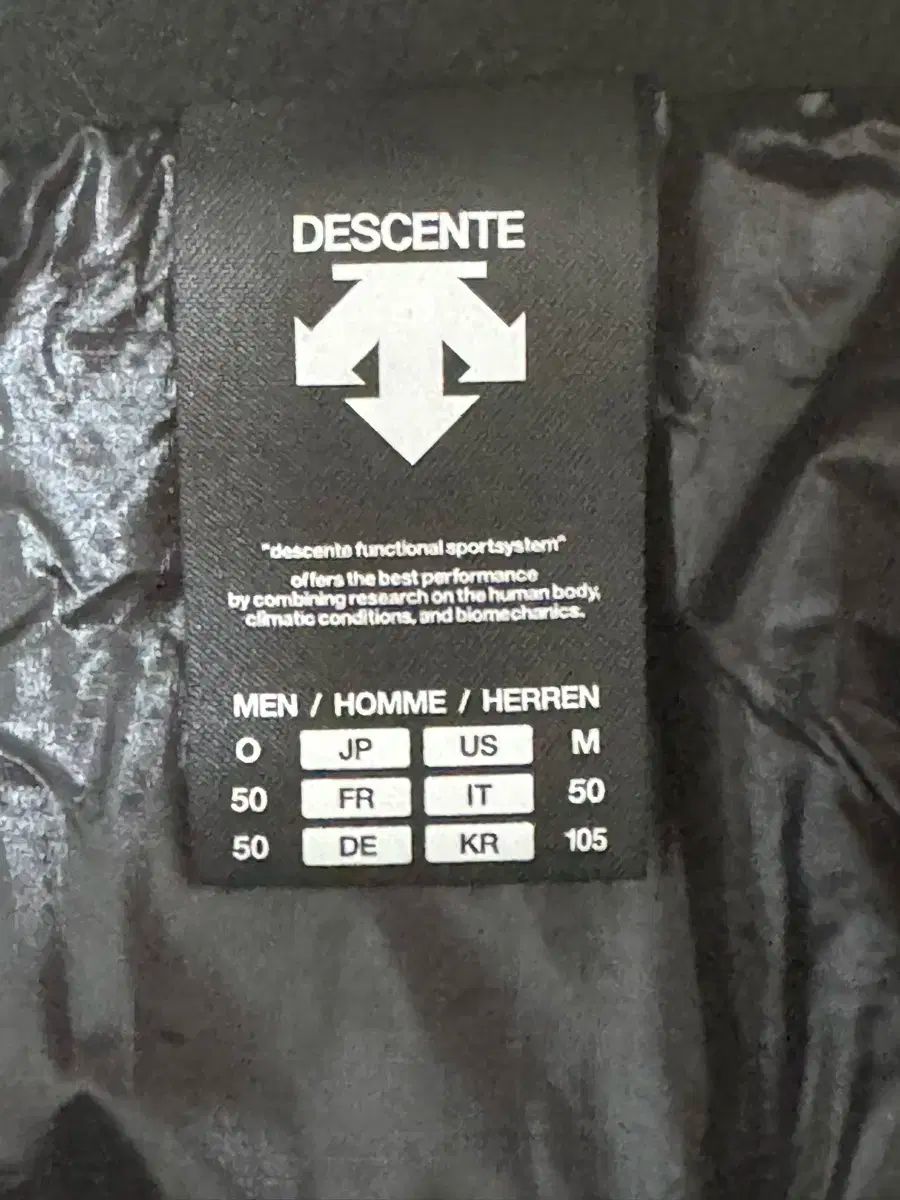 DESCENTE
"descente functional sportsystem"
offers the best performance
by combining research on the human body,
climatic conditions, and biomechanics.
MEN / HOMME / HERREN
O JP US M
50 FR IT 50
50 DE KR 105